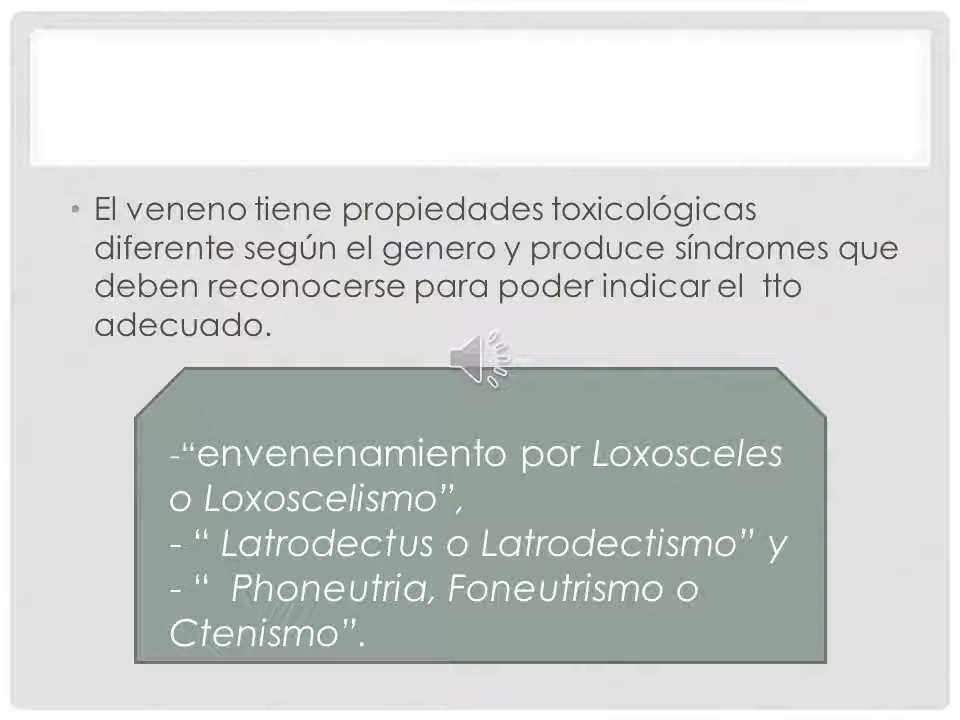 • El veneno tiene propiedades toxicológicas
diferente según el genero y produce síndromes que
deben reconocerse para poder indicar el  tto
adecuado.
-“envenenamiento por Loxosceles
o Loxoscelismo”,
- “ Latrodectus o Latrodectismo” y
- “  Phoneutria, Foneutrismo o
Ctenismo”.